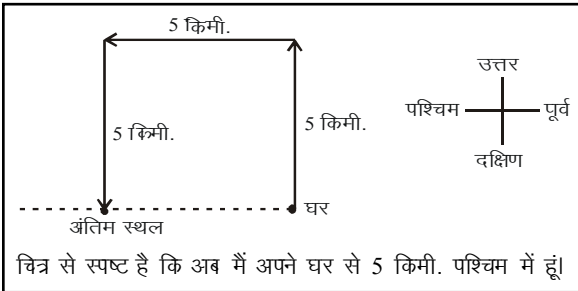 5 किमी.
उत्तर
पश्चिम पूर्व
5 किमी. 5 किमी.
दक्षिण
घर
अंतिम स्थल
चित्र से स्पष्ट है कि अब मैं अपने घर से 5 किमी. पश्चिम में हूं।